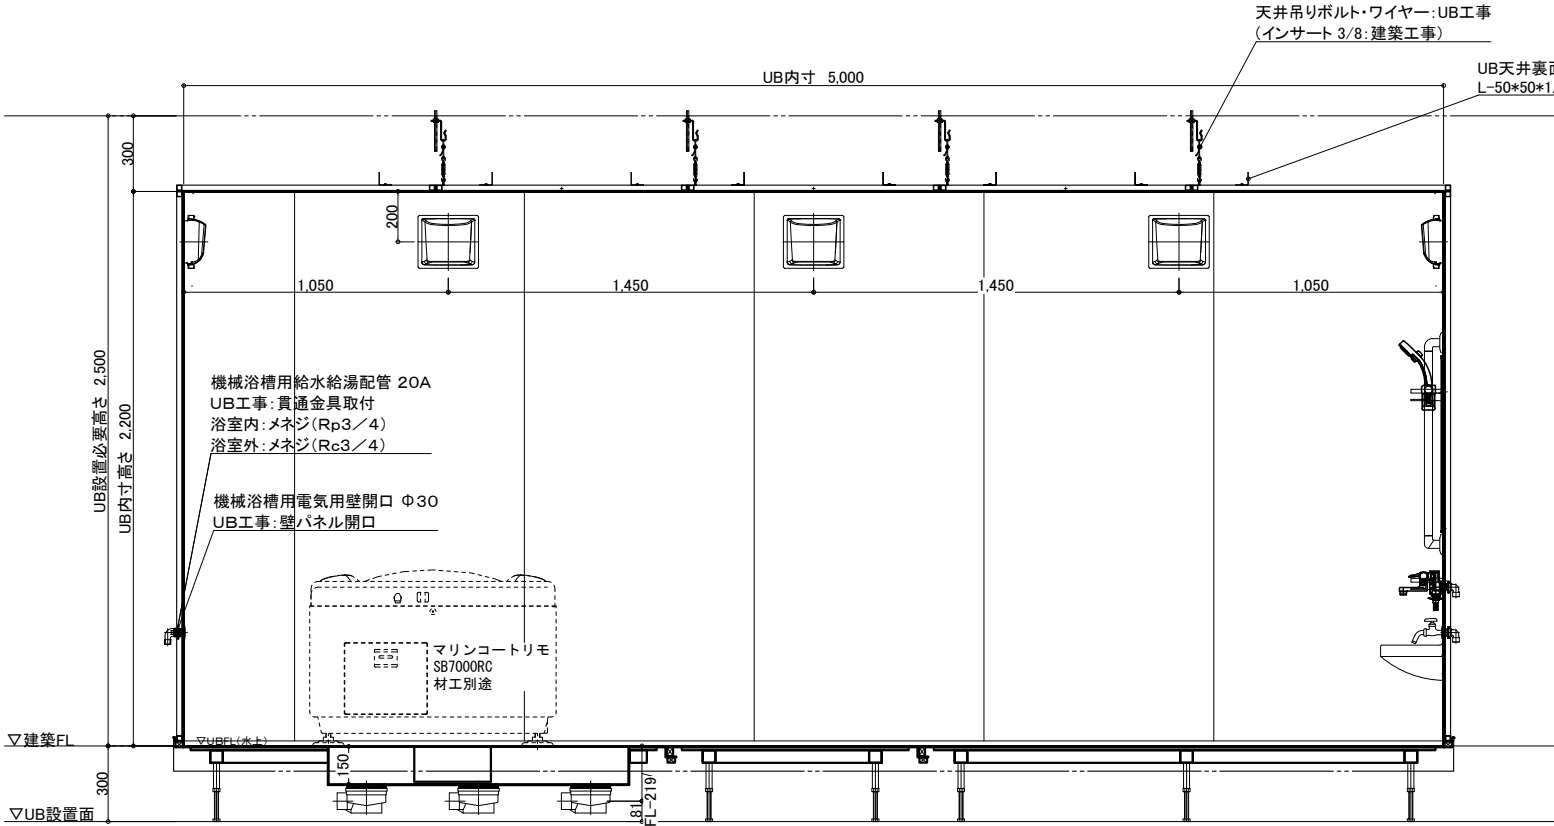 天井吊りボルト・ワイヤー：UB工事
（インサート 3/8：建築工事）
UB内寸 5,000
UB天井裏面
L-50*50*1.
300
200
1,050
1,450
1,450
1,050
UB設置必要高さ 2,500
UB内寸高さ 2,200
機械浴槽用給水給湯配管 20A
UB工事：貫通金具取付
浴室内：メネジ（Rp3／4）
浴室外：メネジ（Rc3／4）
機械浴槽用電気用壁開口 Φ30
UB工事：壁パネル開口
マリンコートリモ
SB7000RC
材工別途
▽建築FL
▽UBFL(水上)
150
300
81
FL-219
▽UB設置面